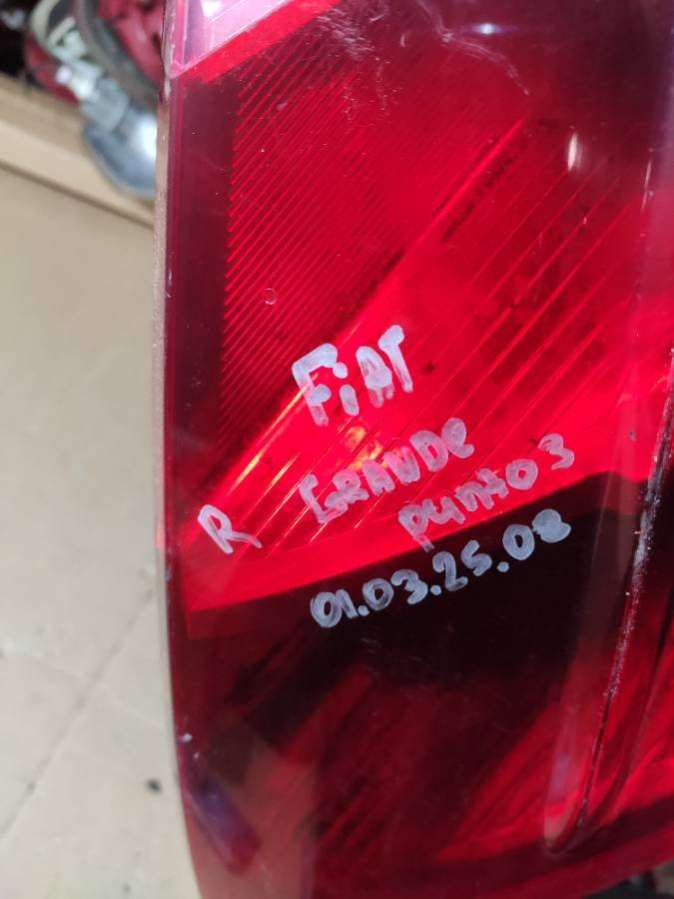 FiAT
GRANDE
R PUNTO 3
01.03.25.08